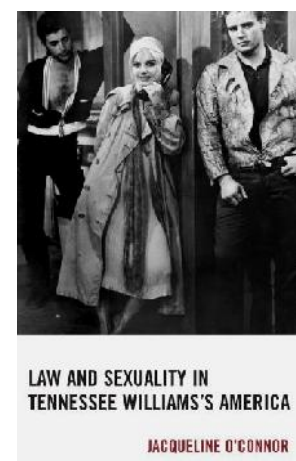 LAW AND SEXUALITY IN
TENNESSEE WILLIAMS'S AMERICA
JACQUELINE O'CONNOR